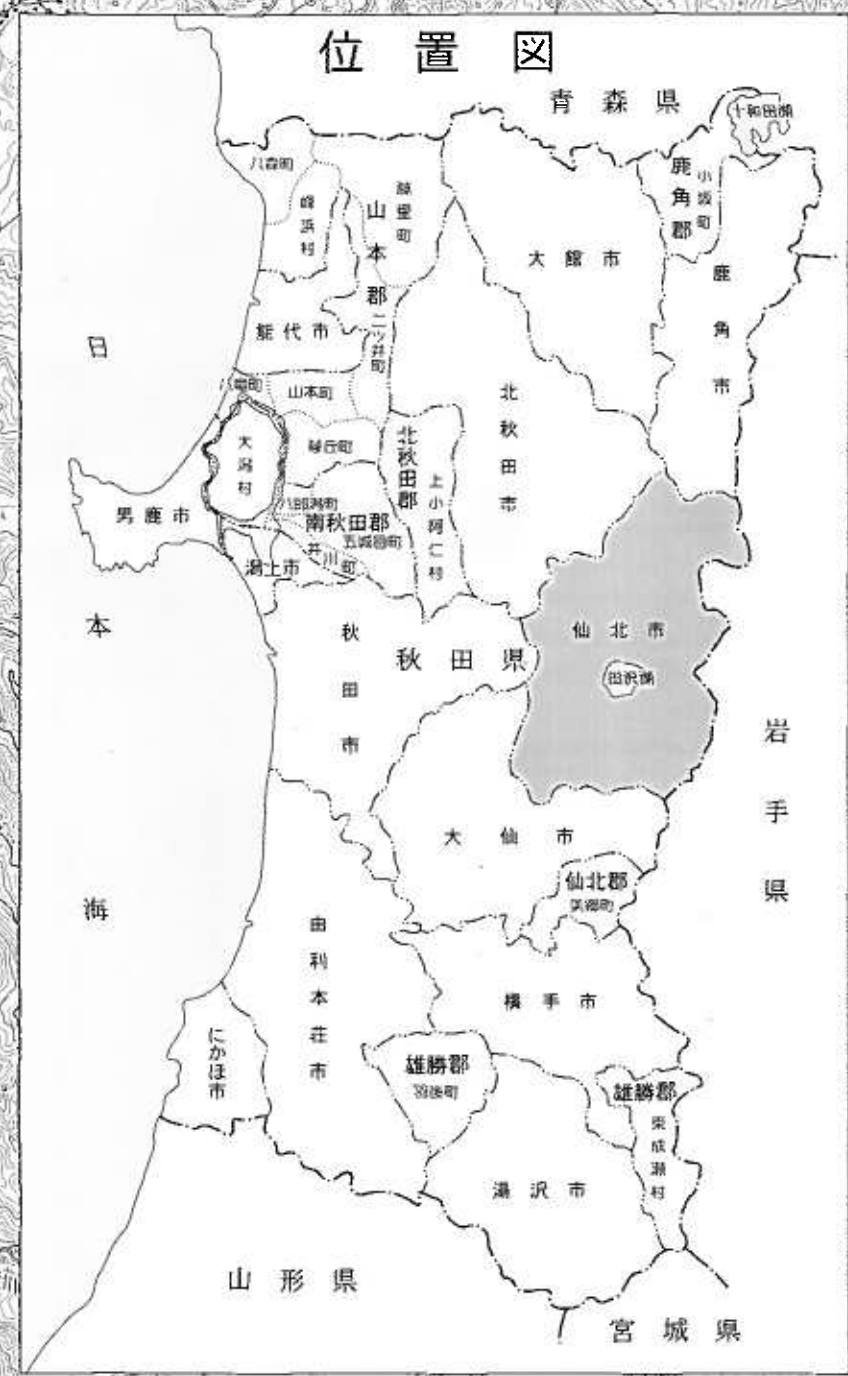 位置図
青森県
十和田湖
八森町
峰浜村
藤里町
山本郡
鹿角郡
小坂町
大館市
鹿角市
能代市
二ツ井町
日本海
八竜町
山本町
北秋田市
大潟村
琴丘町
北秋田郡
上小阿仁村
男鹿市
八郎潟町
南秋田郡
五城目町
井川町
潟上市
秋田市
秋田県
仙北市
田沢湖
岩手県
大仙市
仙北郡
美郷町
由利本荘市
横手市
にかほ市
雄勝郡
羽後町
雄勝郡
東成瀬村
湯沢市
山形県
宮城県